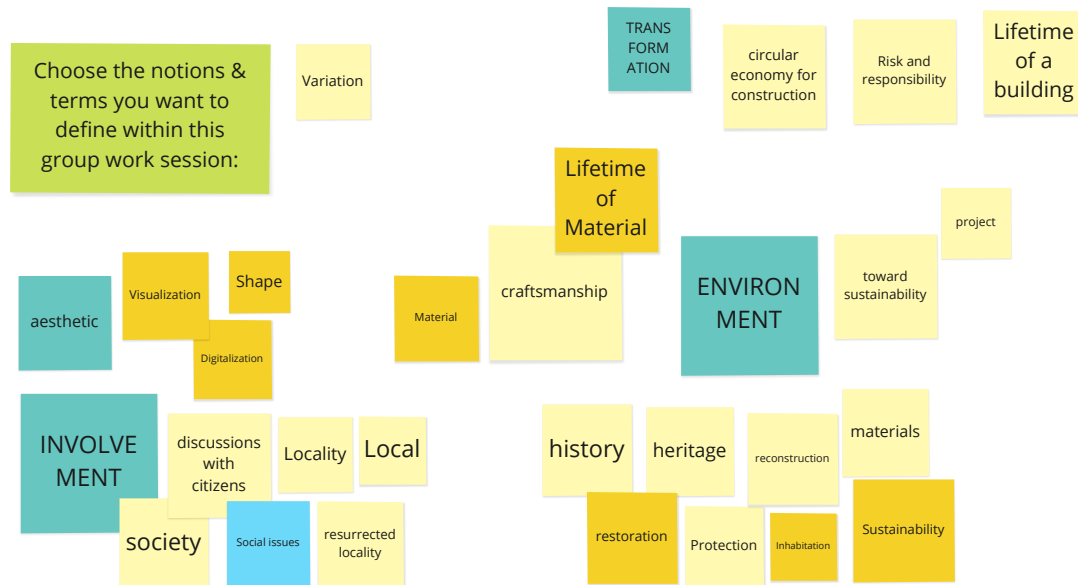 Choose the notions &
terms you want to
define within this
group work session:
Variation
TRANS
FORM
ATION
circular
economy for
construction
Risk and
responsibility
Lifetime
of a
building
Lifetime
of
Material
project
aesthetic
Visualization
Shape
Digitalization
Material
craftsmanship
ENVIRON
MENT
toward
sustainability
INVOLVE
MENT
discussions
with
citizens
Locality
Local
society
Social issues
resurrected
locality
history
heritage
reconstruction
materials
restoration
Protection
Inhabitation
Sustainability